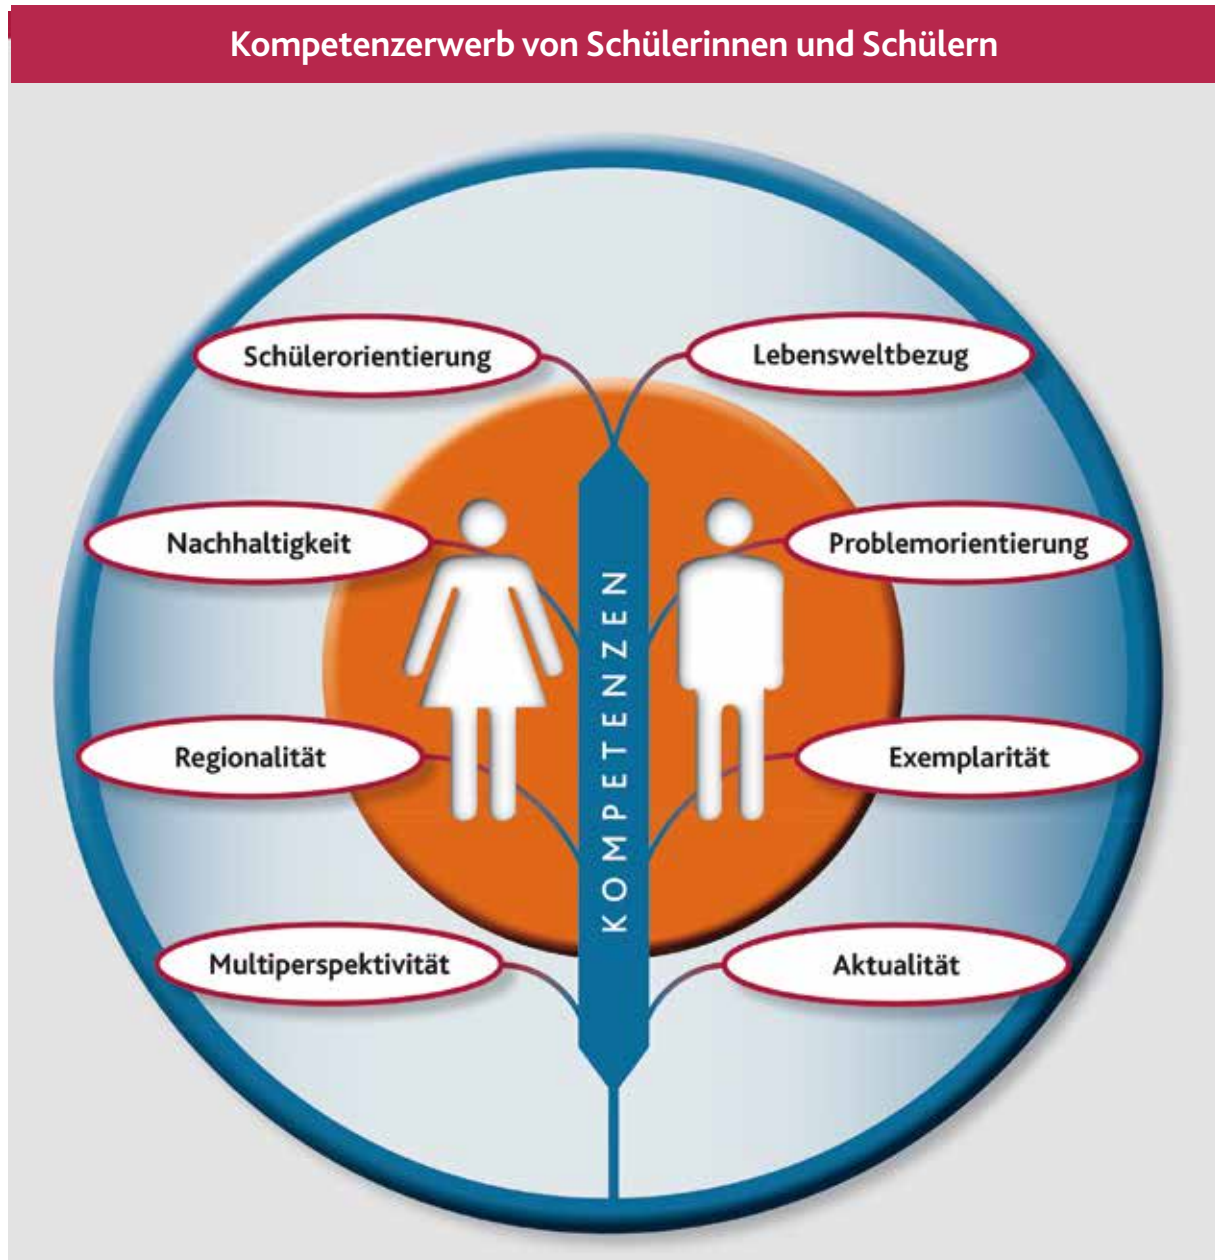 Kompetenzerwerb von Schülerinnen und Schülern
Schülerorientierung
Lebensweltbezug
Nachhaltigkeit
Problemorientierung
KOMPETENZEN
Regionalität
Exemplarität
Multiperspektivität
Aktualität